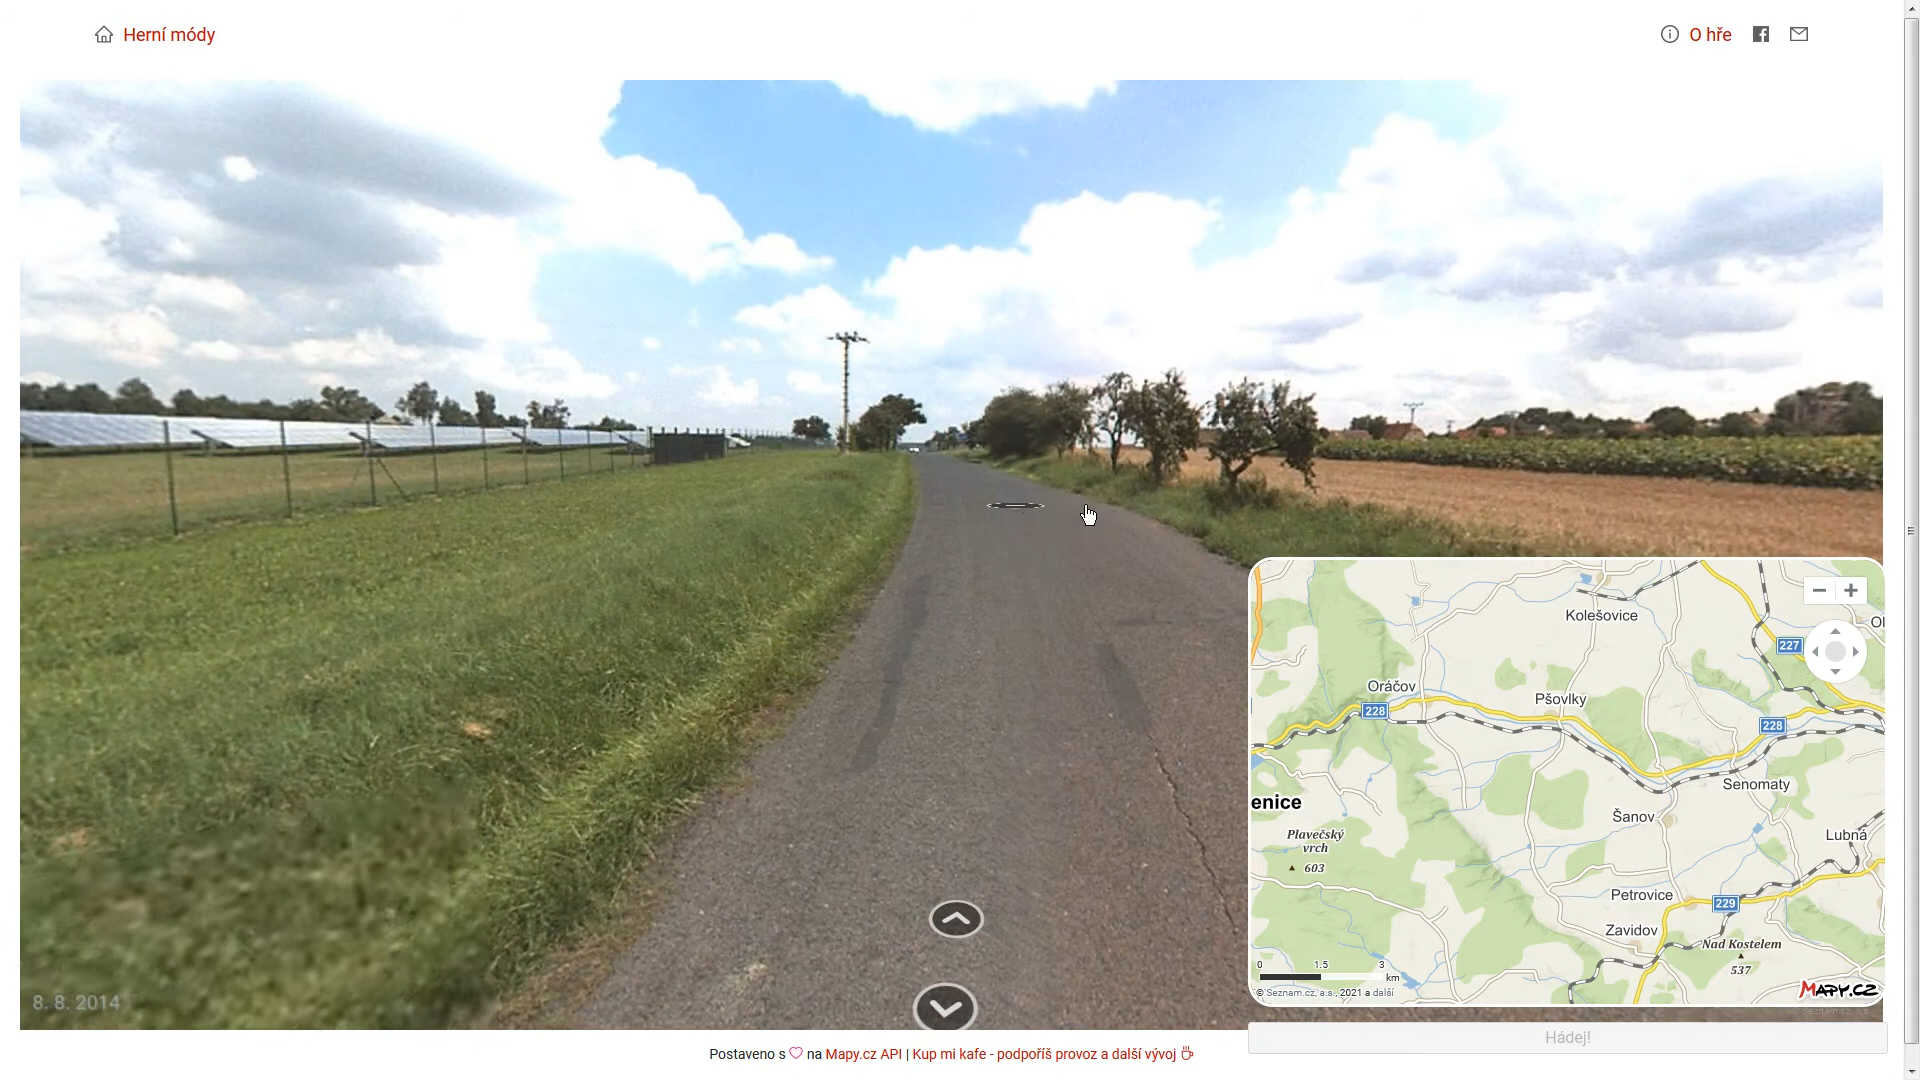 Herní módy
O hře
Kolešovice
227
Oráčov
Pšovlky
228
228
Senomaty
enice
Šanov
Plavečský
vrch
603
Lubná
Petrovice
229
Zavidov
Nad Kostelem
537
0 1.5 3
km
© Seznam.cz, a.s., 2021 a další
Mapy.cz
8. 8. 2014
Hádej!
Postaveno s na Mapy.cz API | Kup mi kafe - podpoříš provoz a další vývoj